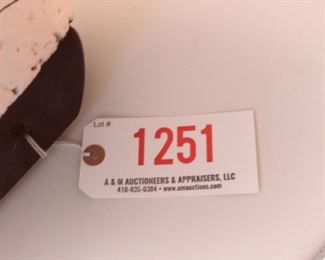 Lot #
1251
A & M AUCTIONEERS & APPRAISERS, LLC
410-835-0384 • www.amauctions.com